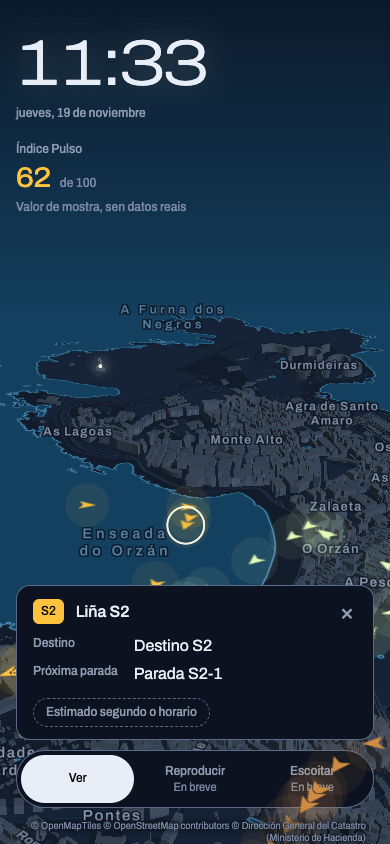 11:33
jueves, 19 de noviembre
Índice Pulso
62 de 100
Valor de mostra, sen datos reais
A Furna dos
Negros
Durmideiras
Agra de Santo
Amaro
As Lagoas
Monte Alto
Zalaeta
Enseada
do Orzán
O Orzán
S2 Liña S2 ×
Destino Destino S2
Próxima parada Parada S2-1
Estimado segundo o horario
Ver
Reproducir
En breve
Escoitar
En breve
Pontes
© OpenMapTiles © OpenStreetMap contributors © Dirección General del Catastro
(Ministerio de Hacienda)